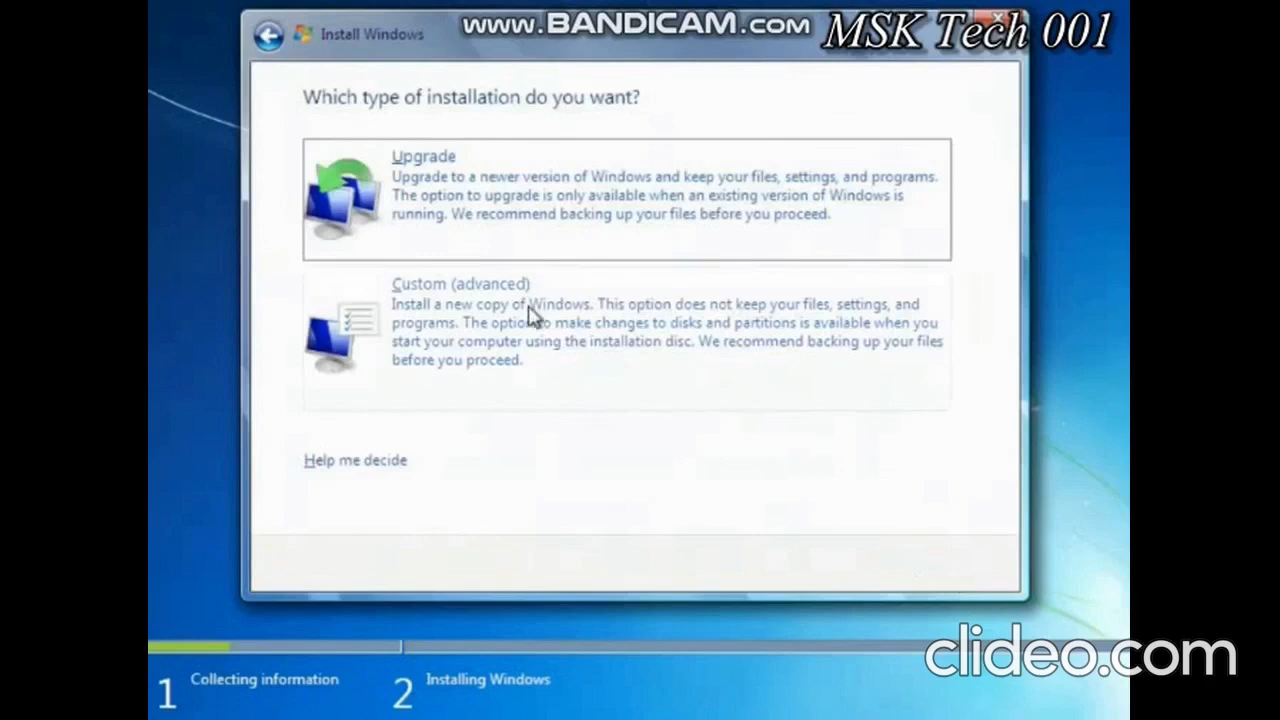 www.BANDICAM.com
MSK Tech 001
Install Windows
Which type of installation do you want?
Upgrade
Upgrade to a newer version of Windows and keep your files, settings, and programs.
The option to upgrade is only available when an existing version of Windows is
running. We recommend backing up your files before you proceed.
Custom (advanced)
Install a new copy of Windows. This option does not keep your files, settings, and
programs. The option to make changes to disks and partitions is available when you
start your computer using the installation disc. We recommend backing up your files
before you proceed.
Help me decide
clideo.com
1 Collecting information
2 Installing Windows